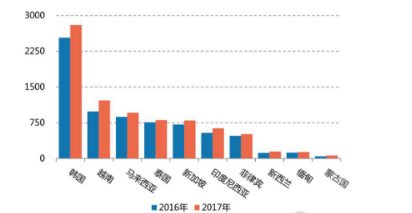 3000
2250
1500
750
0
韩国
越南
马来西亚
泰国
新加坡
印度尼西亚
菲律宾
新西兰
缅甸
蒙古国
2016年
2017年